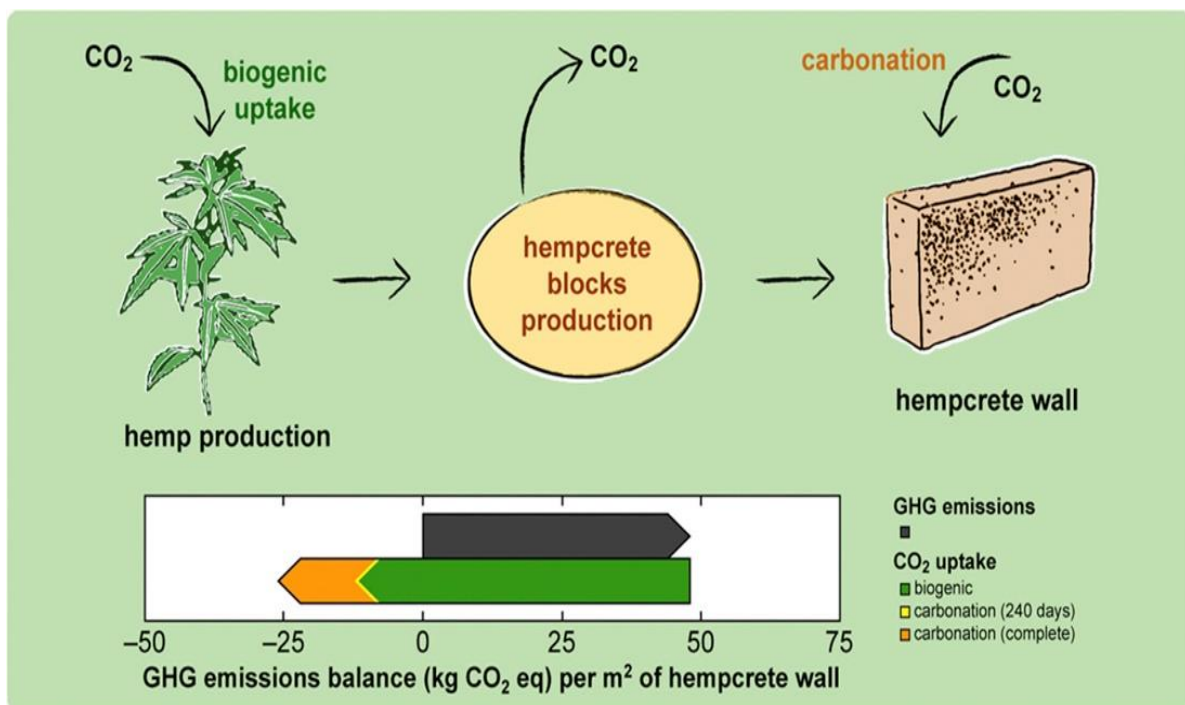 CO₂
biogenic
uptake
CO₂
carbonation
CO₂
hempcrete
blocks
production
hemp production
hempcrete wall
–50
–25
0
25
50
75
GHG emissions balance (kg CO₂ eq) per m² of hempcrete wall
GHG emissions
CO₂ uptake
biogenic
carbonation (240 days)
carbonation (complete)